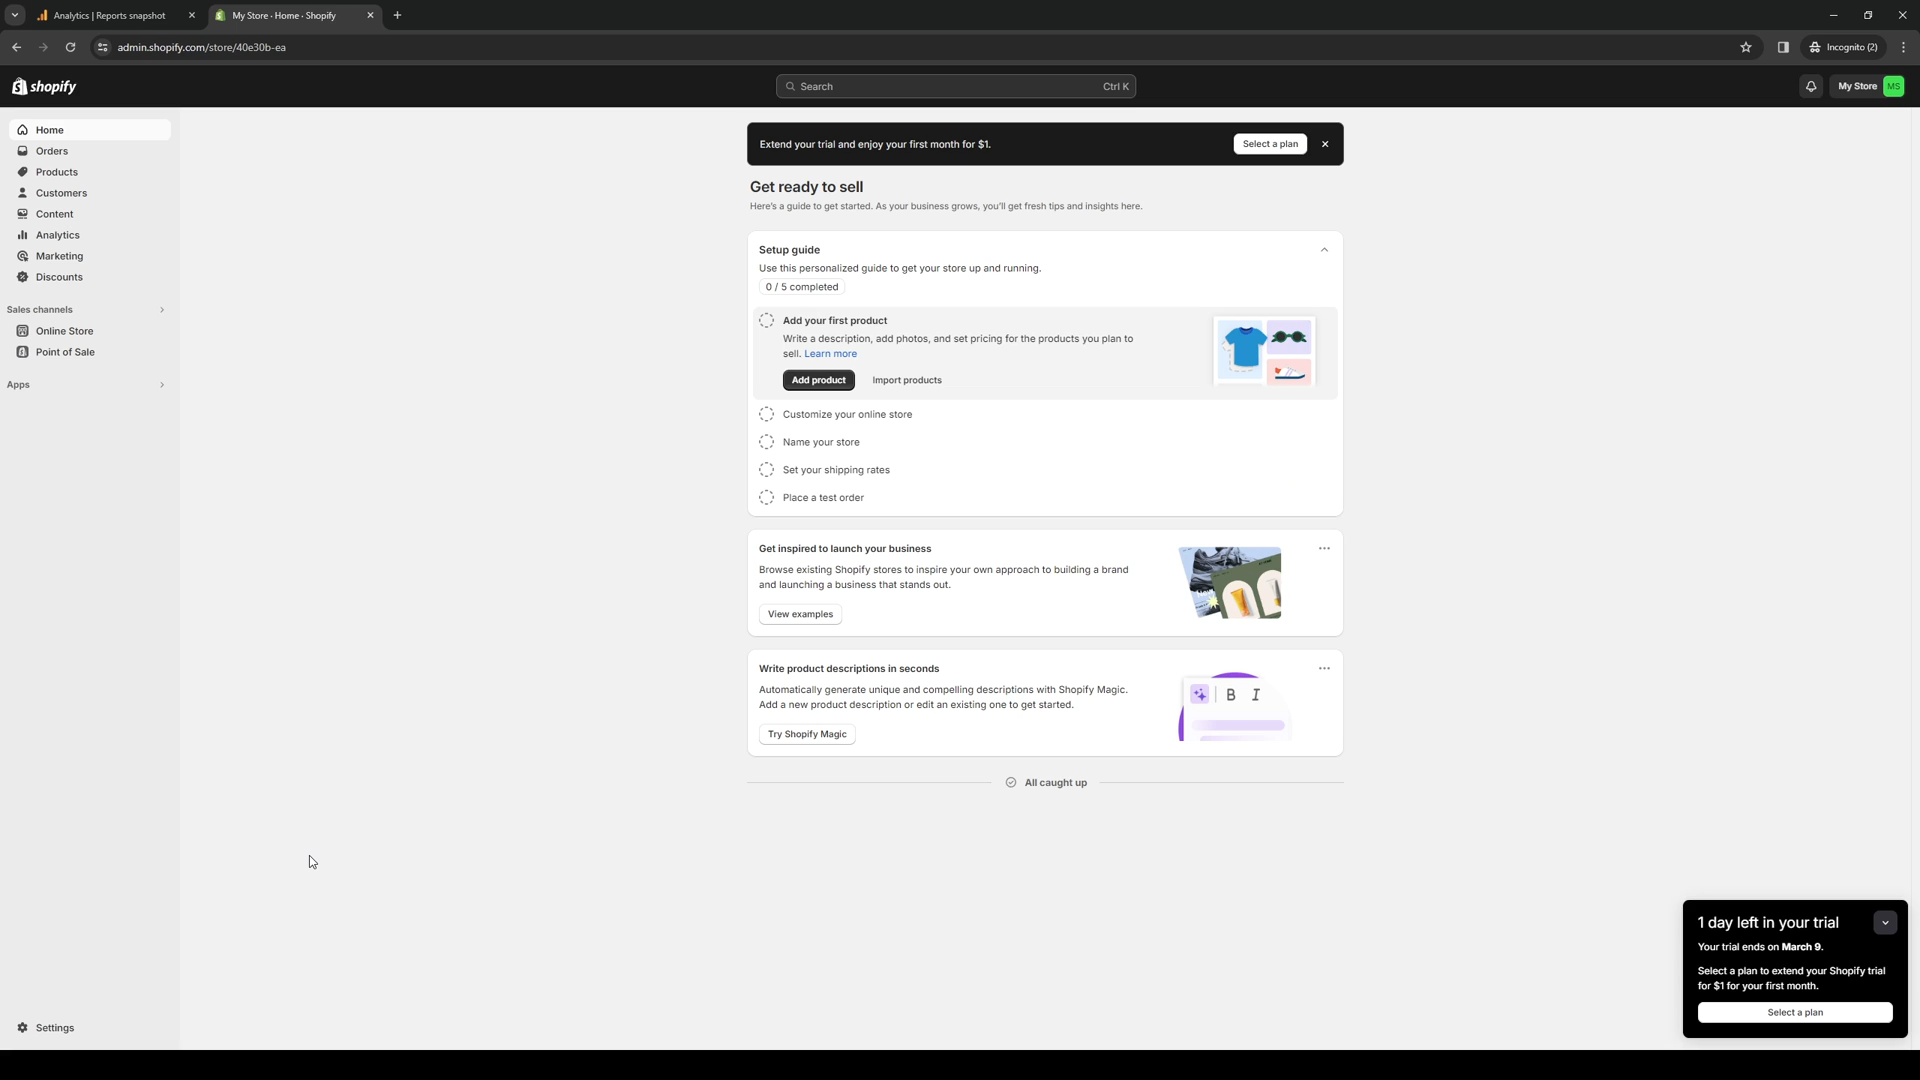 Analytics | Reports snapshot
My Store · Home · Shopify
admin.shopify.com/store/40e30b-ea
Incognito (2)
shopify
Search
Ctrl K
My Store
MS
Home
Orders
Products
Customers
Content
Analytics
Marketing
Discounts
Sales channels
Online Store
Point of Sale
Apps
Settings
Extend your trial and enjoy your first month for $1.
Select a plan
Get ready to sell
Here's a guide to get started. As your business grows, you'll get fresh tips and insights here.
Setup guide
Use this personalized guide to get your store up and running.
0 / 5 completed
Add your first product
Write a description, add photos, and set pricing for the products you plan to
sell. Learn more
Add product
Import products
Customize your online store
Name your store
Set your shipping rates
Place a test order
Get inspired to launch your business
Browse existing Shopify stores to inspire your own approach to building a brand
and launching a business that stands out.
View examples
Write product descriptions in seconds
Automatically generate unique and compelling descriptions with Shopify Magic.
Add a new product description or edit an existing one to get started.
Try Shopify Magic
B I
All caught up
1 day left in your trial
Your trial ends on March 9.
Select a plan to extend your Shopify trial
for $1 for your first month.
Select a plan